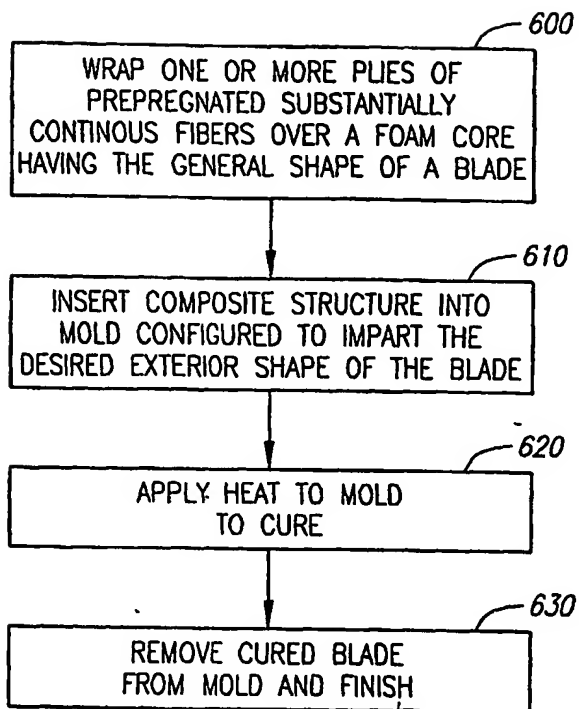 600
WRAP ONE OR MORE PLIES OF
PREPREGNATED SUBSTANTIALLY
CONTINOUS FIBERS OVER A FOAM CORE
HAVING THE GENERAL SHAPE OF A BLADE
610
INSERT COMPOSITE STRUCTURE INTO
MOLD CONFIGURED TO IMPART THE
DESIRED EXTERIOR SHAPE OF THE BLADE
620
APPLY HEAT TO MOLD
TO CURE
630
REMOVE CURED BLADE
FROM MOLD AND FINISH